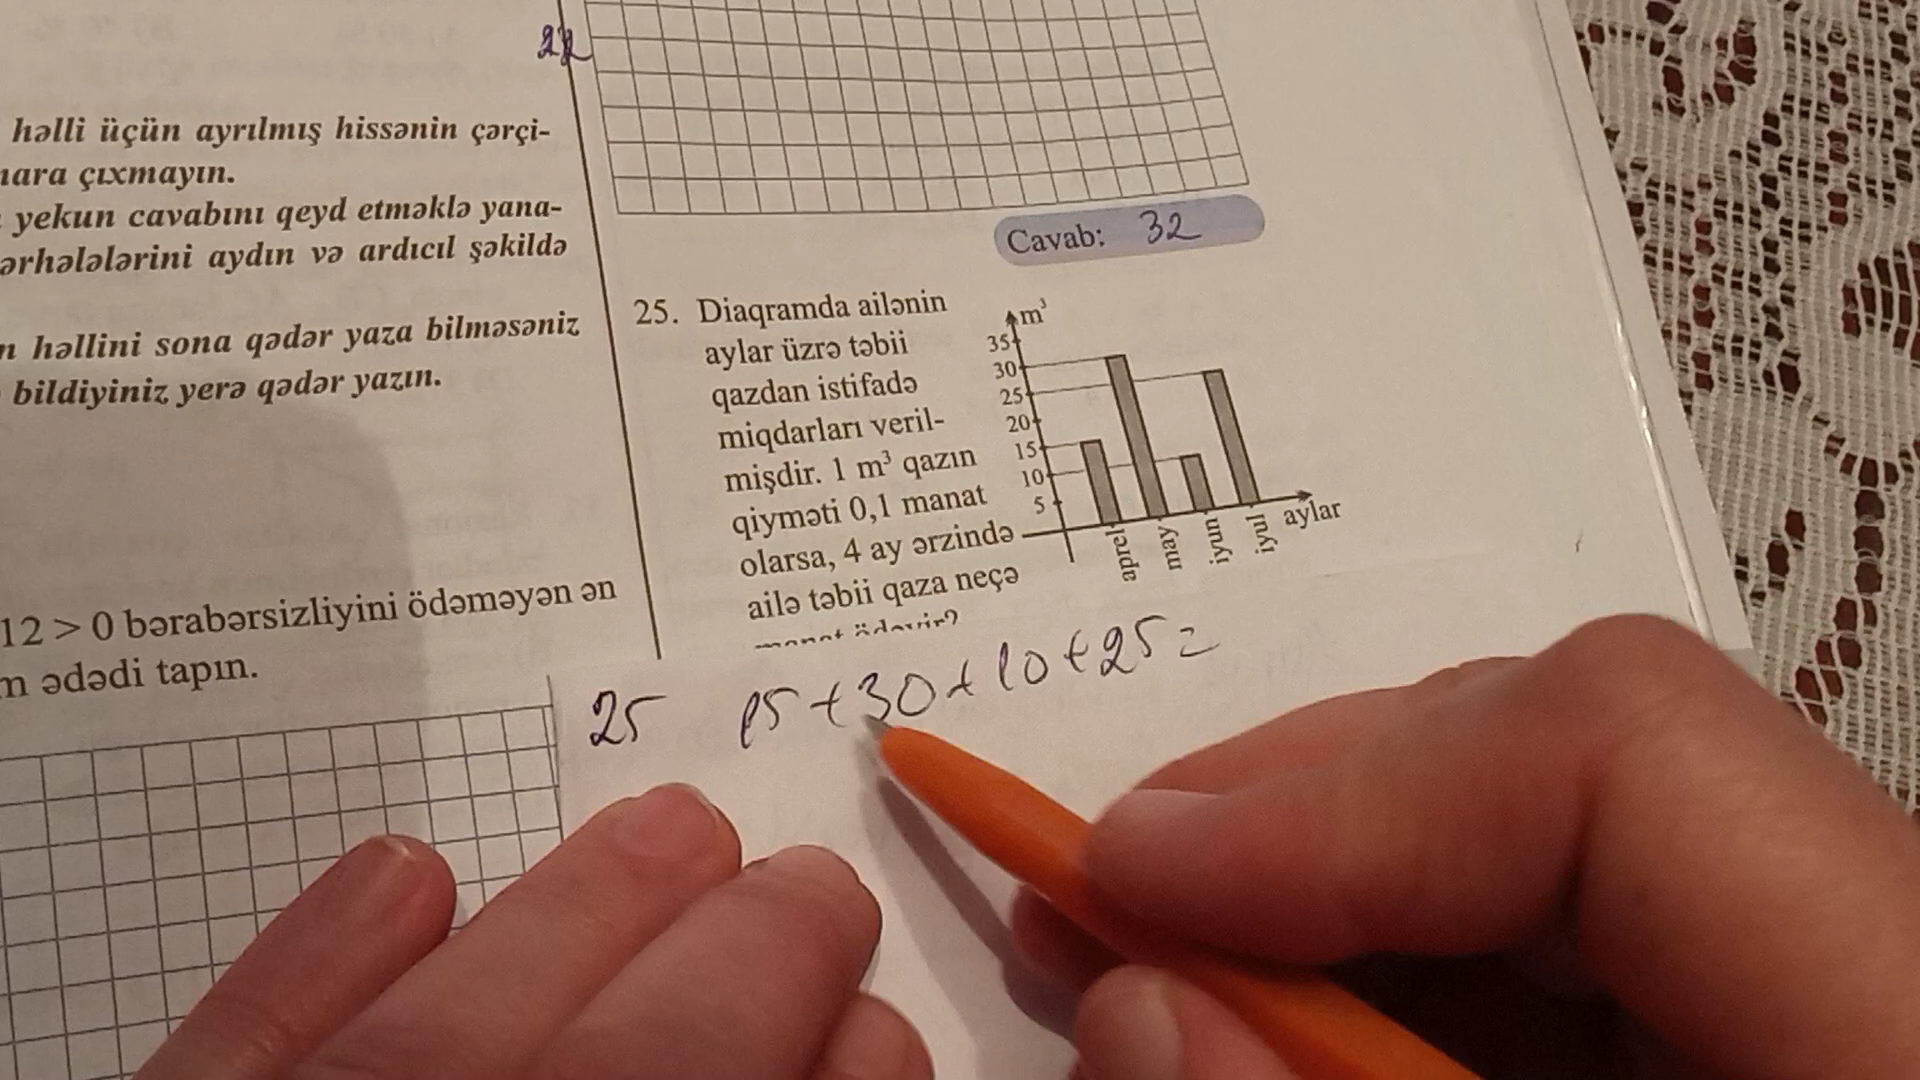 22
həlli üçün ayrılmış hissənin çərçi-
çıxmayın.
yekun cavabını qeyd etməklə yana-
aydın və ardıcıl şəkildə
həllini sona qədər yaza bilməsəniz
bildiyiniz yerə qədər yazın.
12 > 0 bərabərsizliyini ödəməyən ən
ədədi tapın.
Cavab: 32
25. Diaqramda ailənin
aylar üzrə təbii
qazdan istifadə
miqdarları veril-
mişdir. 1 m³ qazın
qiyməti 0,1 manat
olarsa, 4 ay ərzində
ailə təbii qaza neçə
manat ödəyir?
m³
35
30
25
20
15
10
5
aprel
may
iyun
iyul
aylar
25 15+30+10+25=